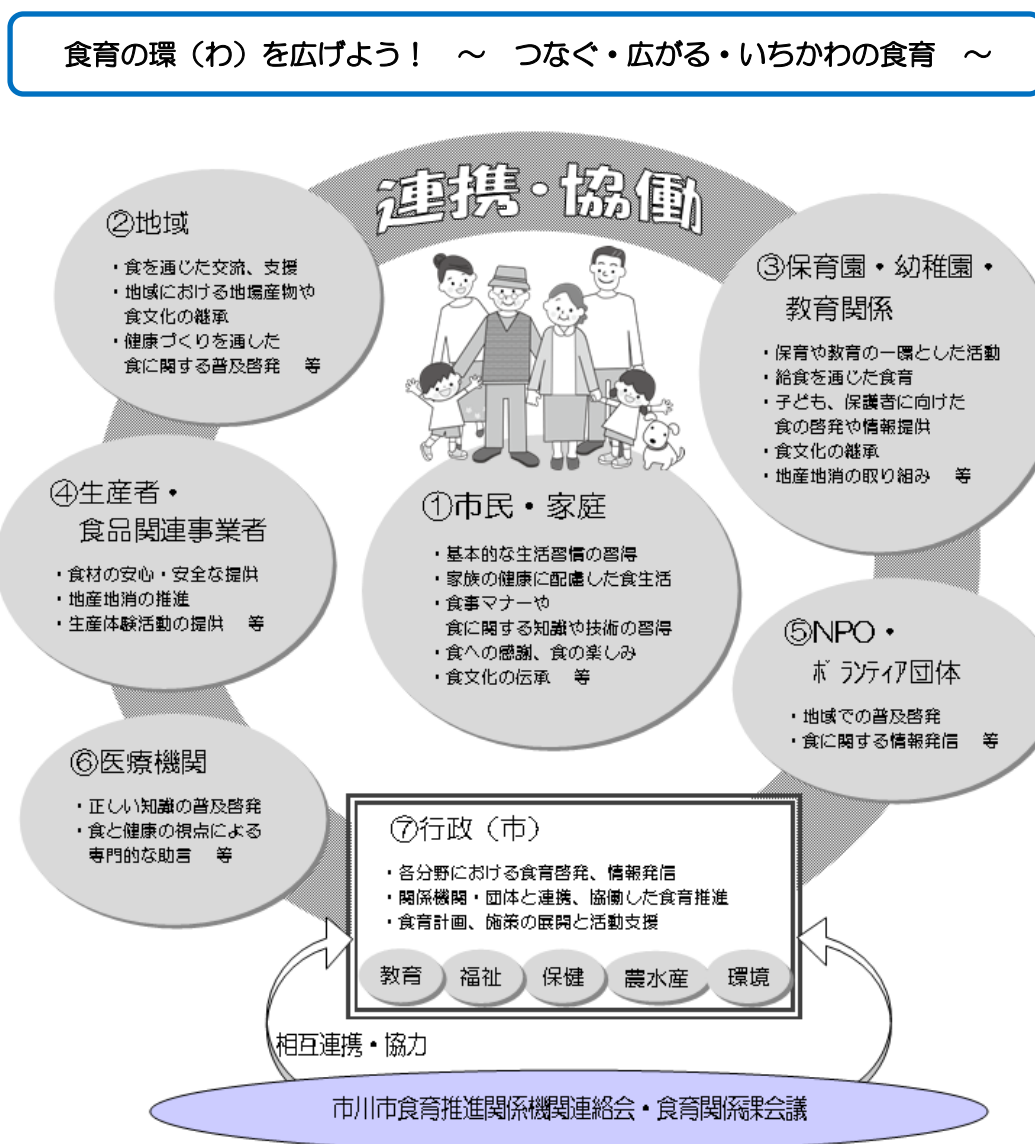 食育の環（わ）を広げよう！　～　つなぐ・広がる・いちかわの食育　～
連携・協働
②地域
・食を通じた交流、支援
・地域における地場産物や
食文化の継承
・健康づくりを通した
食に関する普及啓発　等
③保育園・幼稚園・
教育関係
・保育や教育の一環とした活動
・給食を通じた食育
・子ども、保護者に向けた
食の啓発や情報提供
・食文化の継承
・地産地消の取り組み　等
④生産者・
食品関連事業者
・食材の安心・安全な提供
・地産地消の推進
・生産体験活動の提供　等
①市民・家庭
・基本的な生活習慣の習得
・家族の健康に配慮した食生活
・食事マナーや
食に関する知識や技術の習得
・食への感謝、食の楽しみ
・食文化の伝承　等
⑤NPO・
ボランティア団体
・地域での普及啓発
・食に関する情報発信　等
⑥医療機関
・正しい知識の普及啓発
・食と健康の視点による
専門的な助言　等
⑦行政（市）
・各分野における食育啓発、情報発信
・関係機関・団体と連携、協働した食育推進
・食育計画、施策の展開と活動支援
教育　福祉　保健　農水産　環境
相互連携・協力
市川市食育推進関係機関連絡会・食育関係課会議